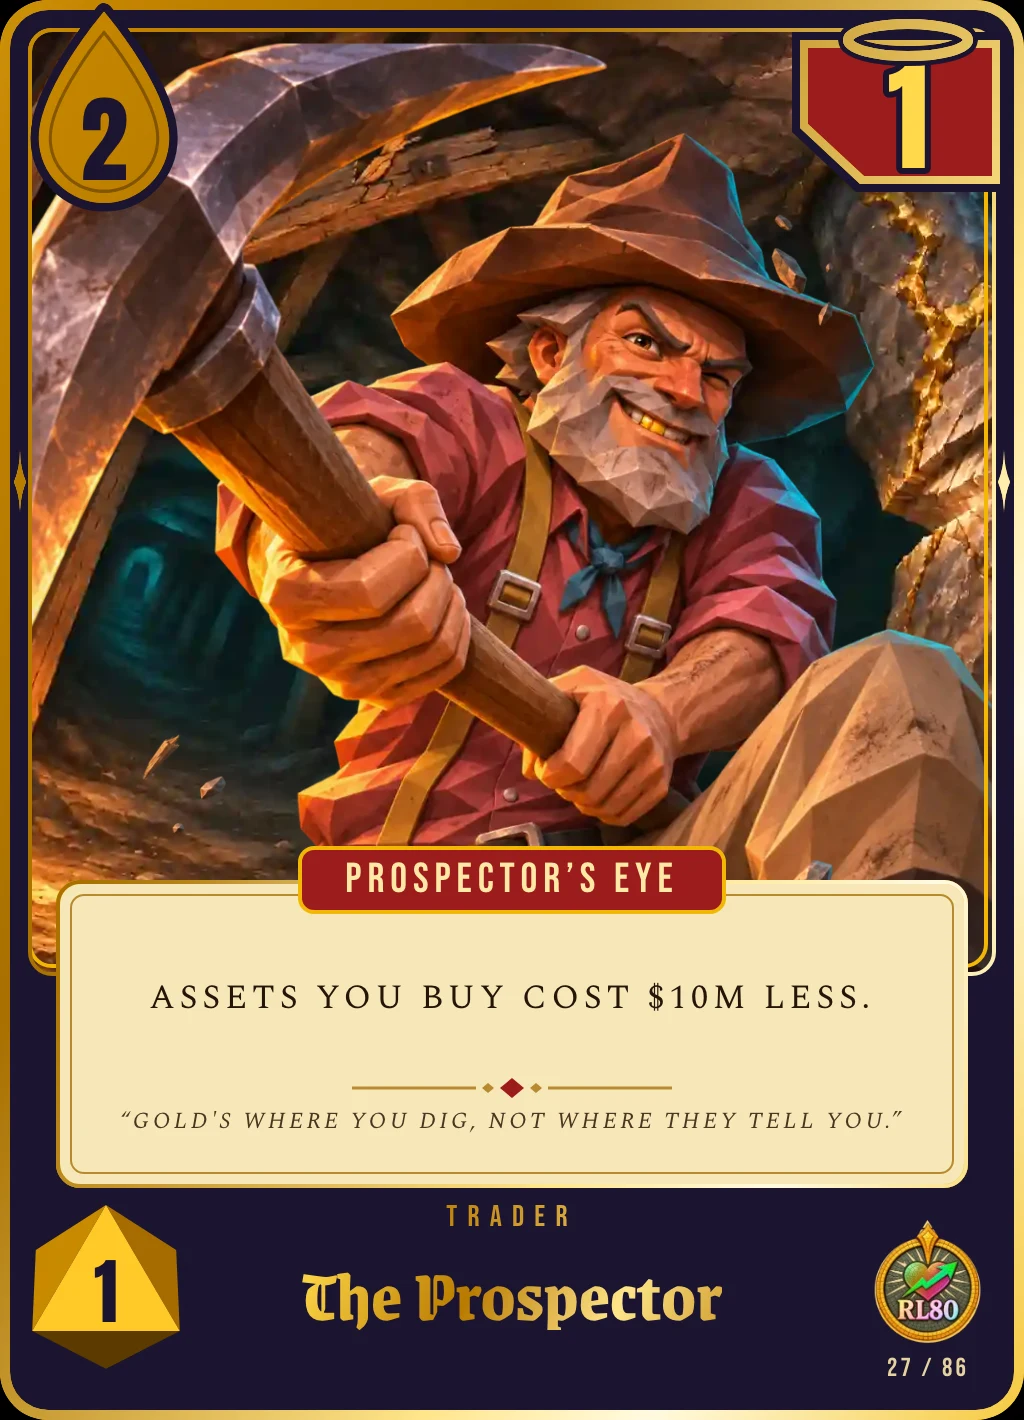 2
1
PROSPECTOR’S EYE
ASSETS YOU BUY COST $10M LESS.
“GOLD'S WHERE YOU DIG, NOT WHERE THEY TELL YOU.”
TRADER
1
The Prospector
RL80
27 / 86